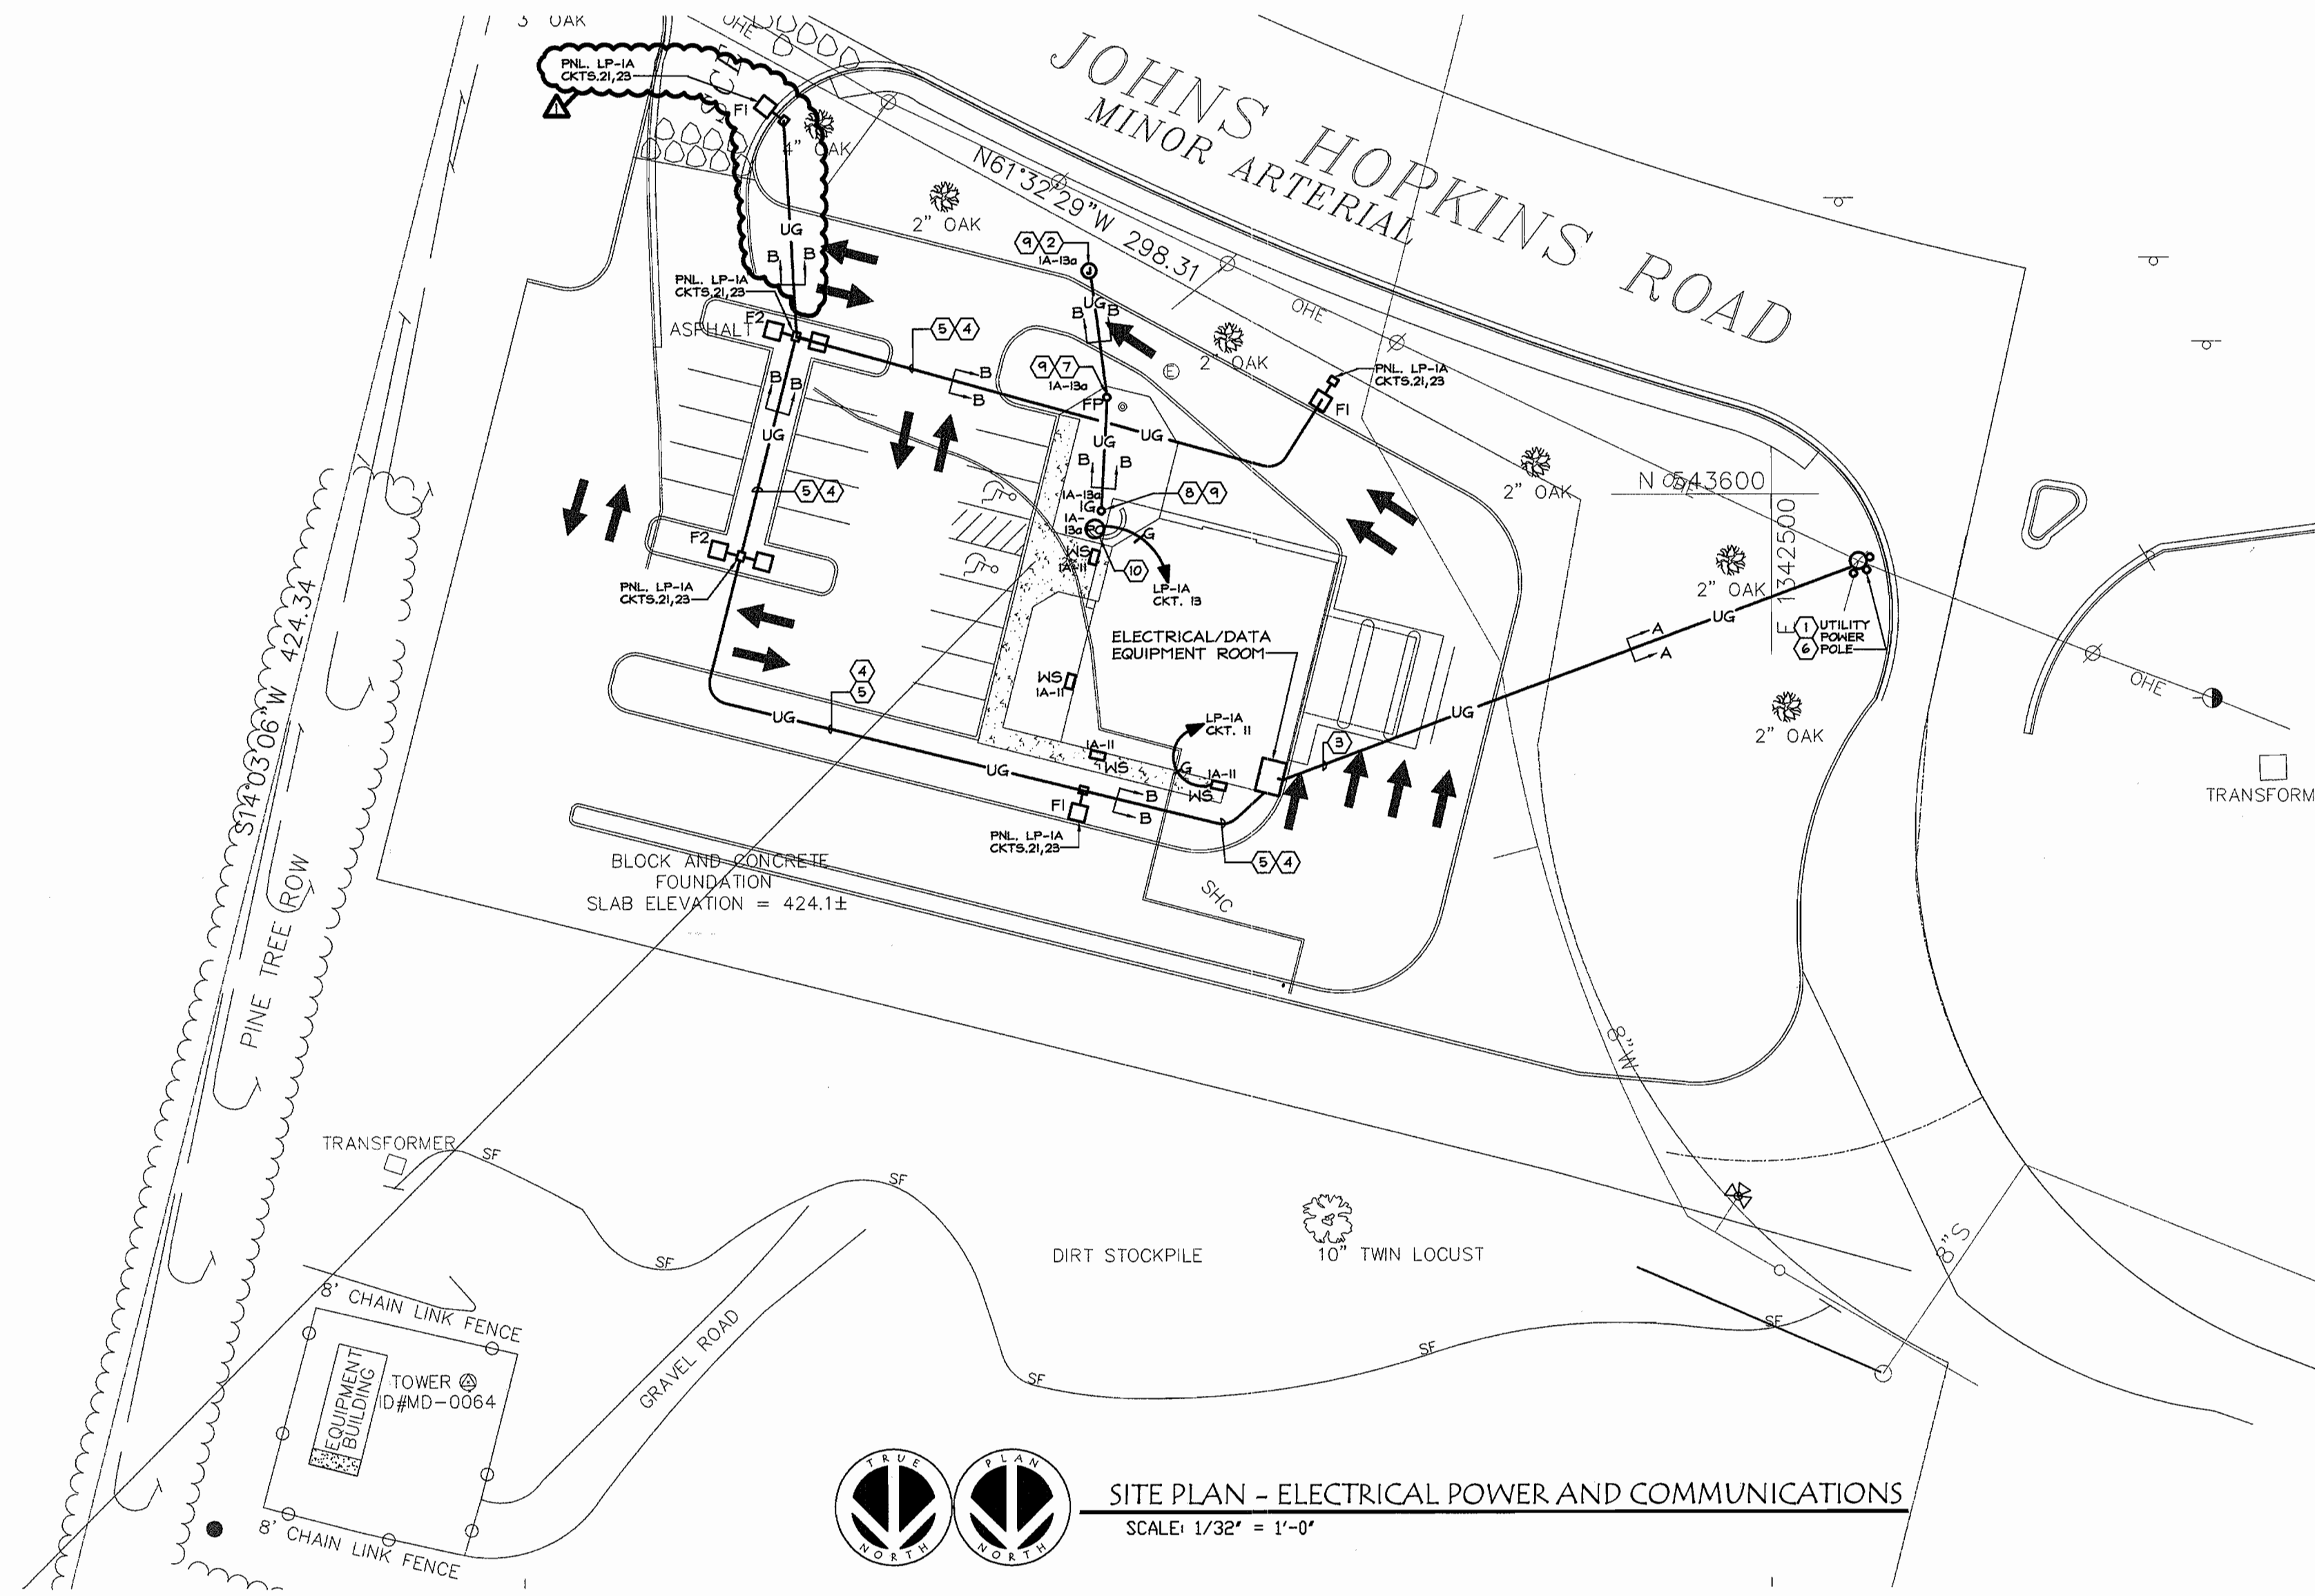 3" OAK
OHE
PNL. LP-1A
CKTS.21,23
1
F1
4" OAK
JOHNS HOPKINS ROAD
MINOR ARTERIAL
N61°32'29"W 298.31
2" OAK
UG
B B
9 2
1A-13a
J
PNL. LP-1A
CKTS.21,23
F2
ASPHALT
5 4
UG
B B
OHE
2" OAK
E
9 7
1A-13a
FP
B
B
PNL. LP-1A
CKTS.21,23
F1
B B
UG
UG
UG
B B
2" OAK
N 543600
OHE
E 1342500
5 4
1A-13a
8 9
IG
1A-
13a
G
WS
1A-11
10
LP-1A
CKT. 13
F2
PNL. LP-1A
CKTS.21,23
2" OAK
UG
A
A
1 UTILITY
POWER
6 POLE
ELECTRICAL/DATA
EQUIPMENT ROOM
S14°03'06"W 424.34
4
5
WS
1A-11
OHE
2" OAK
UG
LP-1A
CKT. 11
UG
3
1A-11
WS
G
1A-11
WS
UG
F1
B
B
PNL. LP-1A
CKTS.21,23
5 4
TRANSFORM
BLOCK AND CONCRETE
FOUNDATION
SLAB ELEVATION = 424.1±
SHC
PINE TREE ROW
8"W
TRANSFORMER
SF
SF
SF
DIRT STOCKPILE
10" TWIN LOCUST
8"S
8' CHAIN LINK FENCE
SF
SF
SF
GRAVEL ROAD
EQUIPMENT
BUILDING
TOWER
ID#MD-0064
8' CHAIN LINK FENCE
TRUE
NORTH
PLAN
NORTH
SITE PLAN - ELECTRICAL POWER AND COMMUNICATIONS
SCALE: 1/32" = 1'-0"